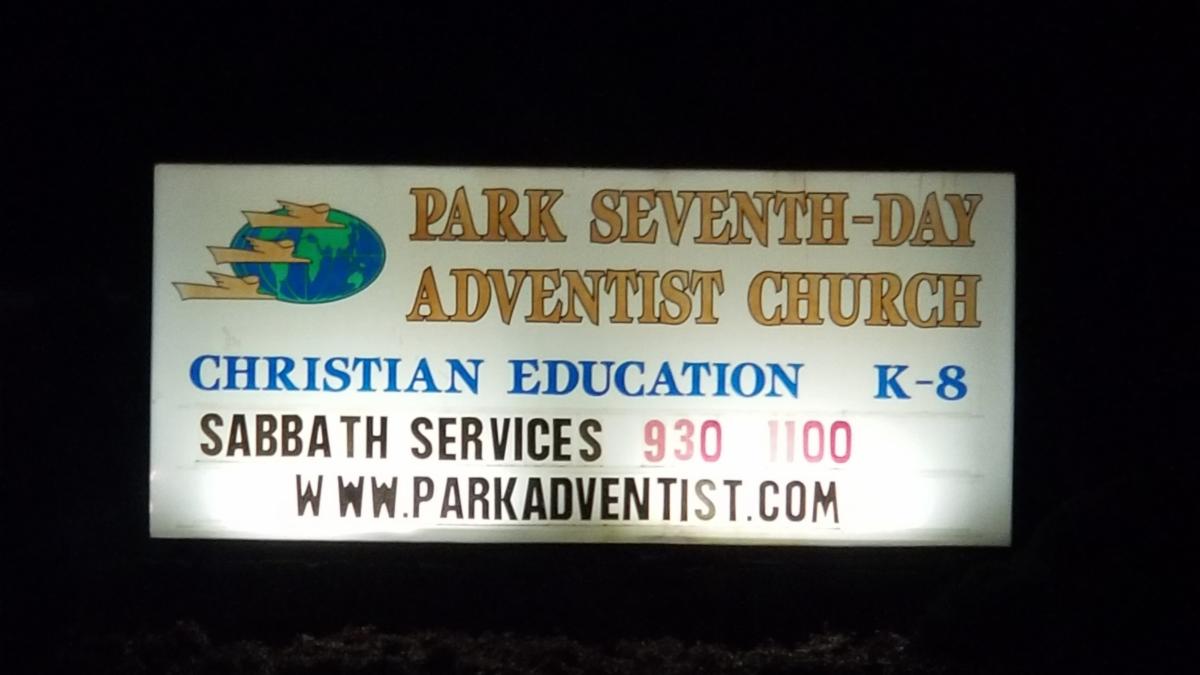 PARK SEVENTH-DAY
ADVENTIST CHURCH
CHRISTIAN EDUCATION K-8
SABBATH SERVICES 930 1100
WWW.PARKADVENTIST.COM